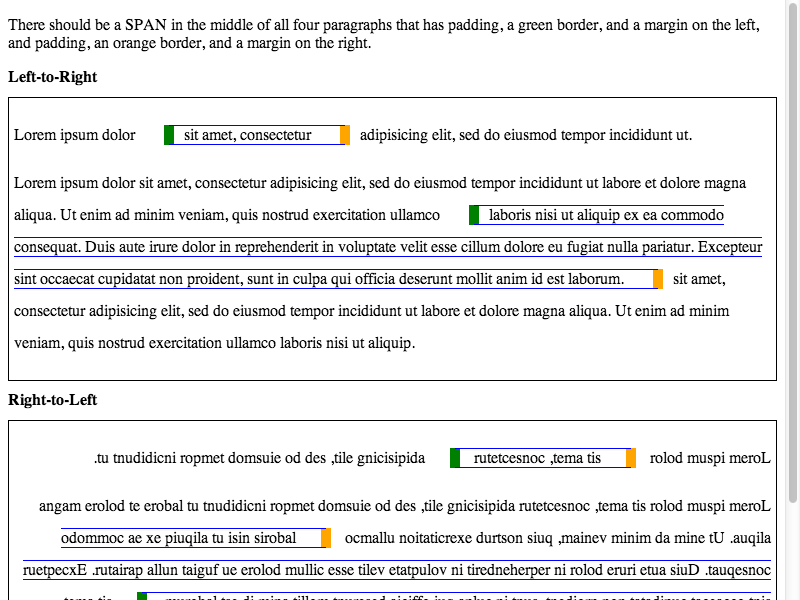 There should be a SPAN in the middle of all four paragraphs that has padding, a green border, and a margin on the left,
and padding, an orange border, and a margin on the right.
Left-to-Right
Lorem ipsum dolor sit amet, consectetur adipisicing elit, sed do eiusmod tempor incididunt ut.
Lorem ipsum dolor sit amet, consectetur adipisicing elit, sed do eiusmod tempor incididunt ut labore et dolore magna
aliqua. Ut enim ad minim veniam, quis nostrud exercitation ullamco laboris nisi ut aliquip ex ea commodo
consequat. Duis aute irure dolor in reprehenderit in voluptate velit esse cillum dolore eu fugiat nulla pariatur. Excepteur
sint occaecat cupidatat non proident, sunt in culpa qui officia deserunt mollit anim id est laborum. sit amet,
consectetur adipisicing elit, sed do eiusmod tempor incididunt ut labore et dolore magna aliqua. Ut enim ad minim
veniam, quis nostrud exercitation ullamco laboris nisi ut aliquip.
Right-to-Left
.tu tnudidicni ropmet domsuie od des ,tile gnicisipida rutetcesnoc ,tema tis rolod muspi meroL
angam erolod te erobal tu tnudidicni ropmet domsuie od des ,tile gnicisipida rutetcesnoc ,tema tis rolod muspi meroL
odommoc ae xe piuqila tu isin sirobal ocmallu noitaticrexe durtson siuq ,mainev minim da mine tU .auqila
ruetpecxE .rutairap allun taiguf ue erolod mullic esse tilev etatpulov ni tiredneherper ni rolod eruri etua siuD .tauqesnoc